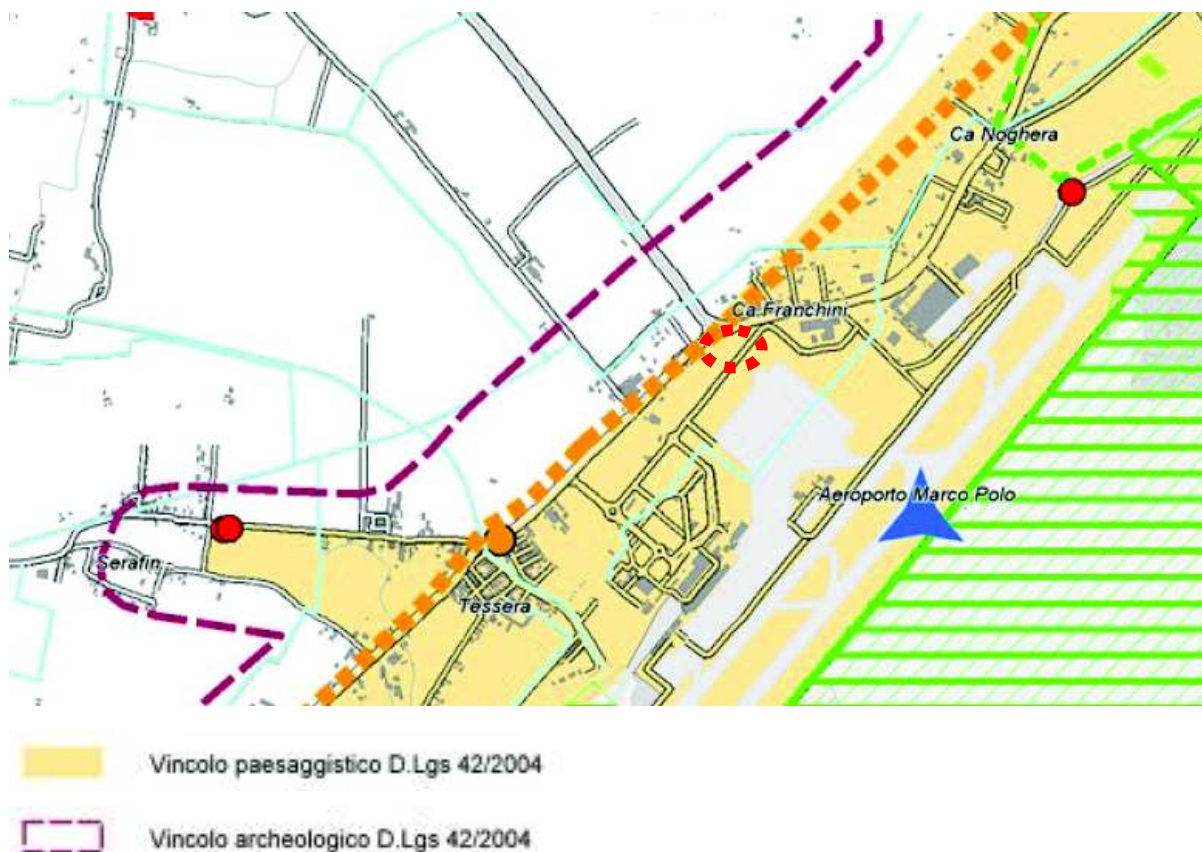 Ca Noghera
Ca Franchini
Aeroporto Marco Polo
Serafin
Tessera
Vincolo paesaggistico D.Lgs 42/2004
Vincolo archeologico D.Lgs 42/2004